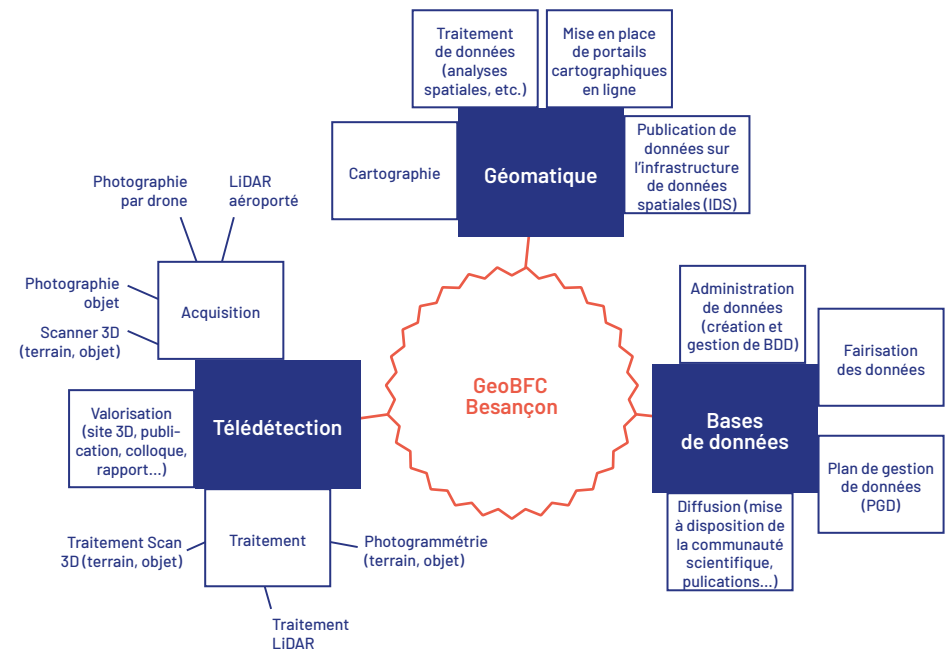 Traitement
de données
(analyses
spatiales, etc.)
Mise en place
de portails
cartographiques
en ligne
Cartographie
Géomatique
Publication de
données sur
l'infrastructure
de données
spatiales (IDS)
Photographie
par drone
LiDAR
aéroporté
Photographie
objet
Scanner 3D
(terrain, objet)
Acquisition
Valorisation
(site 3D, publi-
cation, colloque,
rapport...)
Télédétection
Traitement Scan
3D (terrain, objet)
Traitement
Photogrammétrie
(terrain, objet)
Traitement
LiDAR
GeoBFC
Besançon
Administration
de données
(création et
gestion de BDD)
Fairisation
des données
Bases
de données
Plan de gestion
de données
(PGD)
Diffusion (mise
à disposition de
la communauté
scientifique,
pulications...)